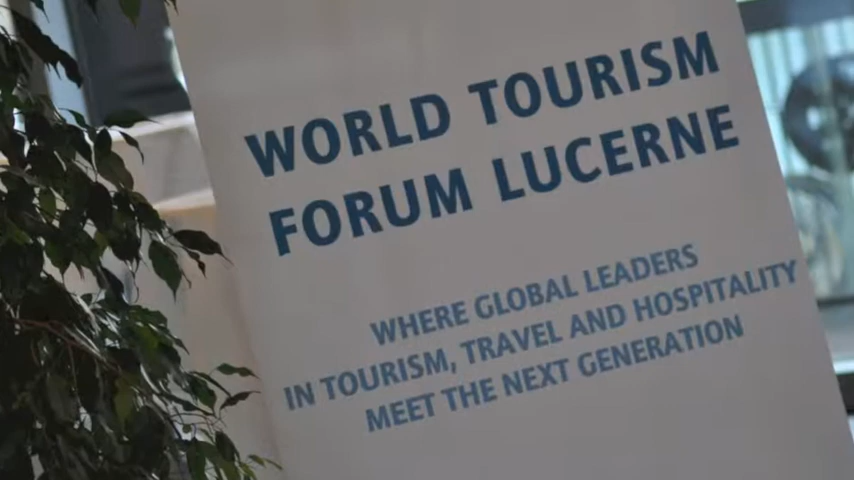 WORLD TOURISM
FORUM LUCERNE
WHERE GLOBAL LEADERS
IN TOURISM, TRAVEL AND HOSPITALITY
MEET THE NEXT GENERATION